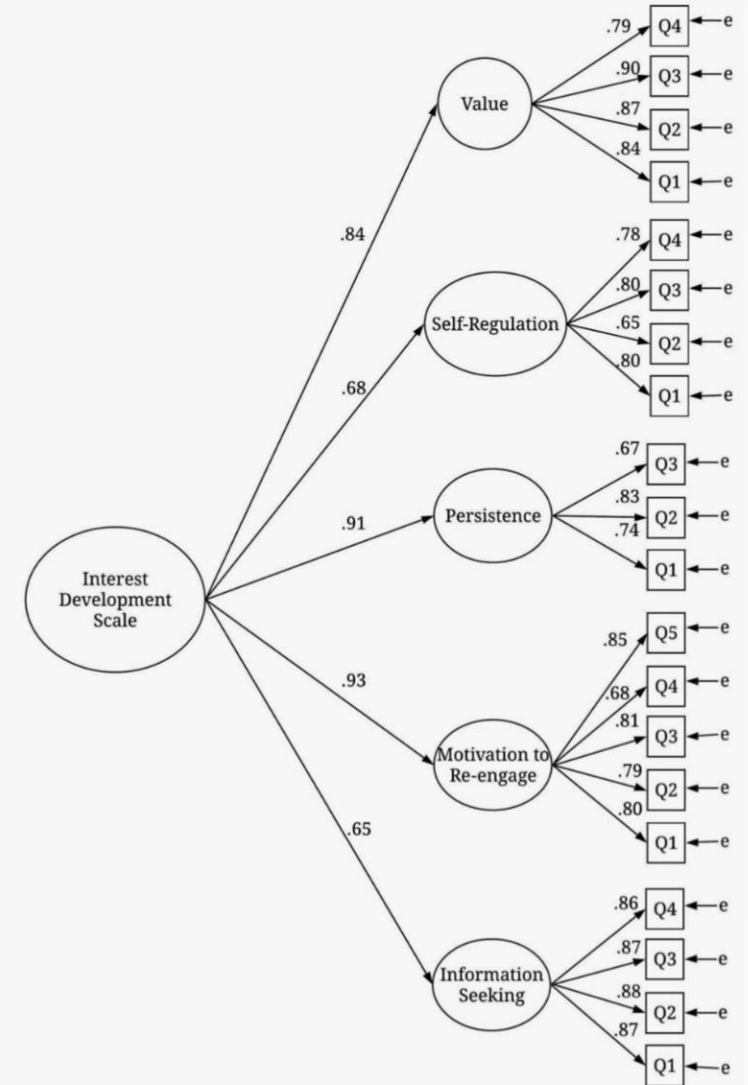 .79
Q4
e
.90
Q3
e
Value
.87
Q2
e
.84
Q1
e
.84
.78
Q4
e
.80
Q3
e
Self-Regulation
.65
Q2
e
.80
Q1
e
.68
.67
Q3
e
.83
Q2
e
Persistence
.74
Q1
e
.91
Interest
Development
Scale
.85
Q5
e
.68
Q4
e
.93
.81
Q3
e
Motivation to
Re-engage
.79
Q2
e
.80
Q1
e
.65
.86
Q4
e
.87
Q3
e
Information
Seeking
.88
Q2
e
.87
Q1
e